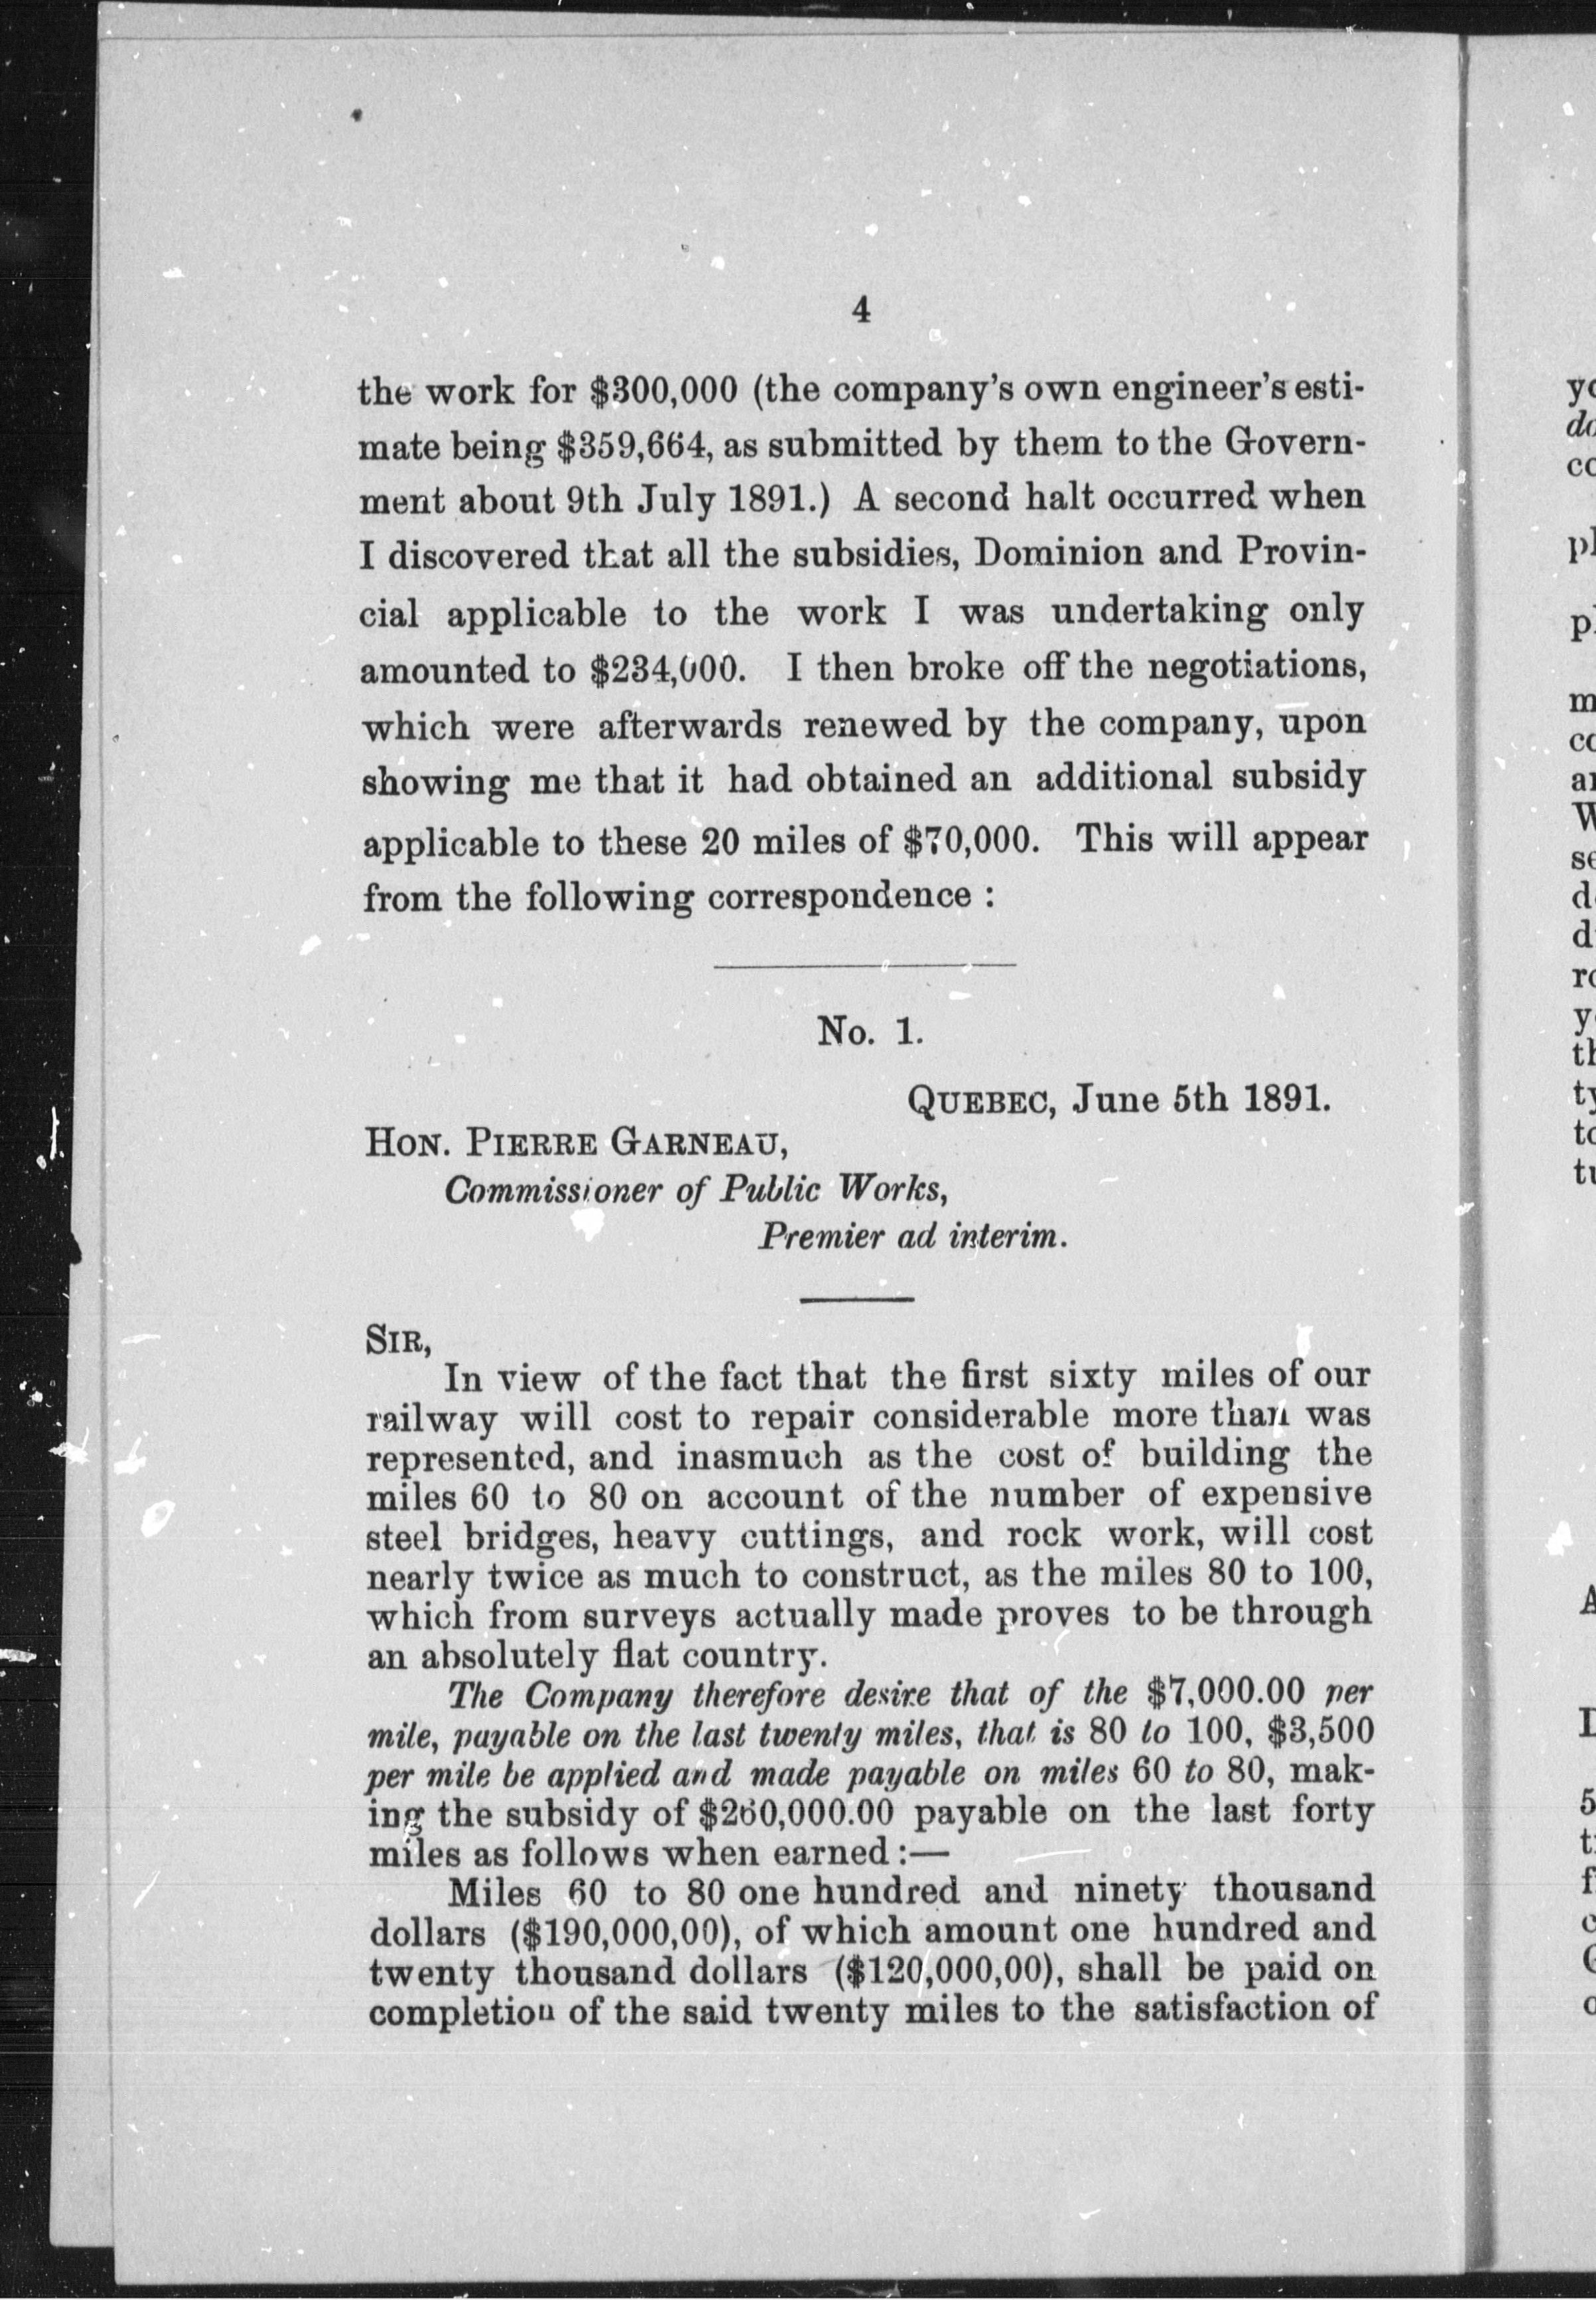 4
the work for $300,000 (the company's own engineer's esti-
mate being $359,664, as submitted by them to the Govern-
ment about 9th July 1891.) A second halt occurred when
I discovered that all the subsidies, Dominion and Provin-
cial applicable to the work I was undertaking only
amounted to $234,000. I then broke off the negotiations,
which were afterwards renewed by the company, upon
showing me that it had obtained an additional subsidy
applicable to these 20 miles of $70,000. This will appear
from the following correspondence :
No. 1.
QUEBEC, June 5th 1891.
HON. PIERRE GARNEAU,
Commissioner of Public Works,
Premier ad interim.
SIR,
In view of the fact that the first sixty miles of our
railway will cost to repair considerable more than was
represented, and inasmuch as the cost of building the
miles 60 to 80 on account of the number of expensive
steel bridges, heavy cuttings, and rock work, will cost
nearly twice as much to construct, as the miles 80 to 100,
which from surveys actually made proves to be through
an absolutely flat country.
The Company therefore desire that of the $7,000.00 per
mile, payable on the last twenty miles, that is 80 to 100, $3,500
per mile be applied and made payable on miles 60 to 80, mak-
ing the subsidy of $260,000.00 payable on the last forty
miles as follows when earned :—
Miles 60 to 80 one hundred and ninety thousand
dollars ($190,000,00), of which amount one hundred and
twenty thousand dollars ($120,000,00), shall be paid on
completion of the said twenty miles to the satisfaction of